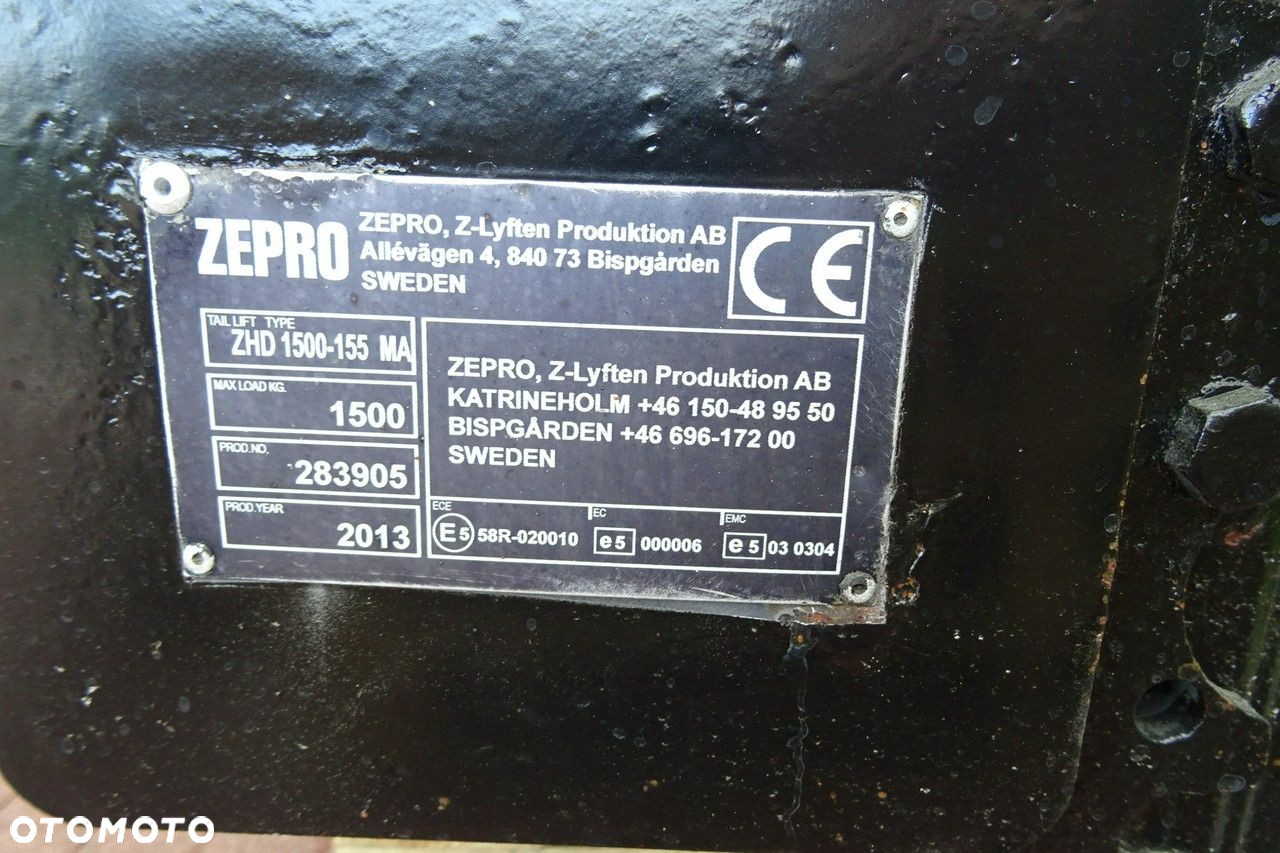 ZEPRO
ZEPRO, Z-Lyften Produktion AB
Allévägen 4, 840 73 Bispgården
SWEDEN
CE
TAIL LIFT TYPE
ZHD 1500-155 MA
MAX LOAD KG.
1500
PROD.NO.
283905
PROD.YEAR
2013
ZEPRO, Z-Lyften Produktion AB
KATRINEHOLM +46 150-48 95 50
BISPGÅRDEN +46 696-172 00
SWEDEN
ECE
E5 58R-020010
EC
e5 000006
EMC
e5 03 0304
OTOMOTO